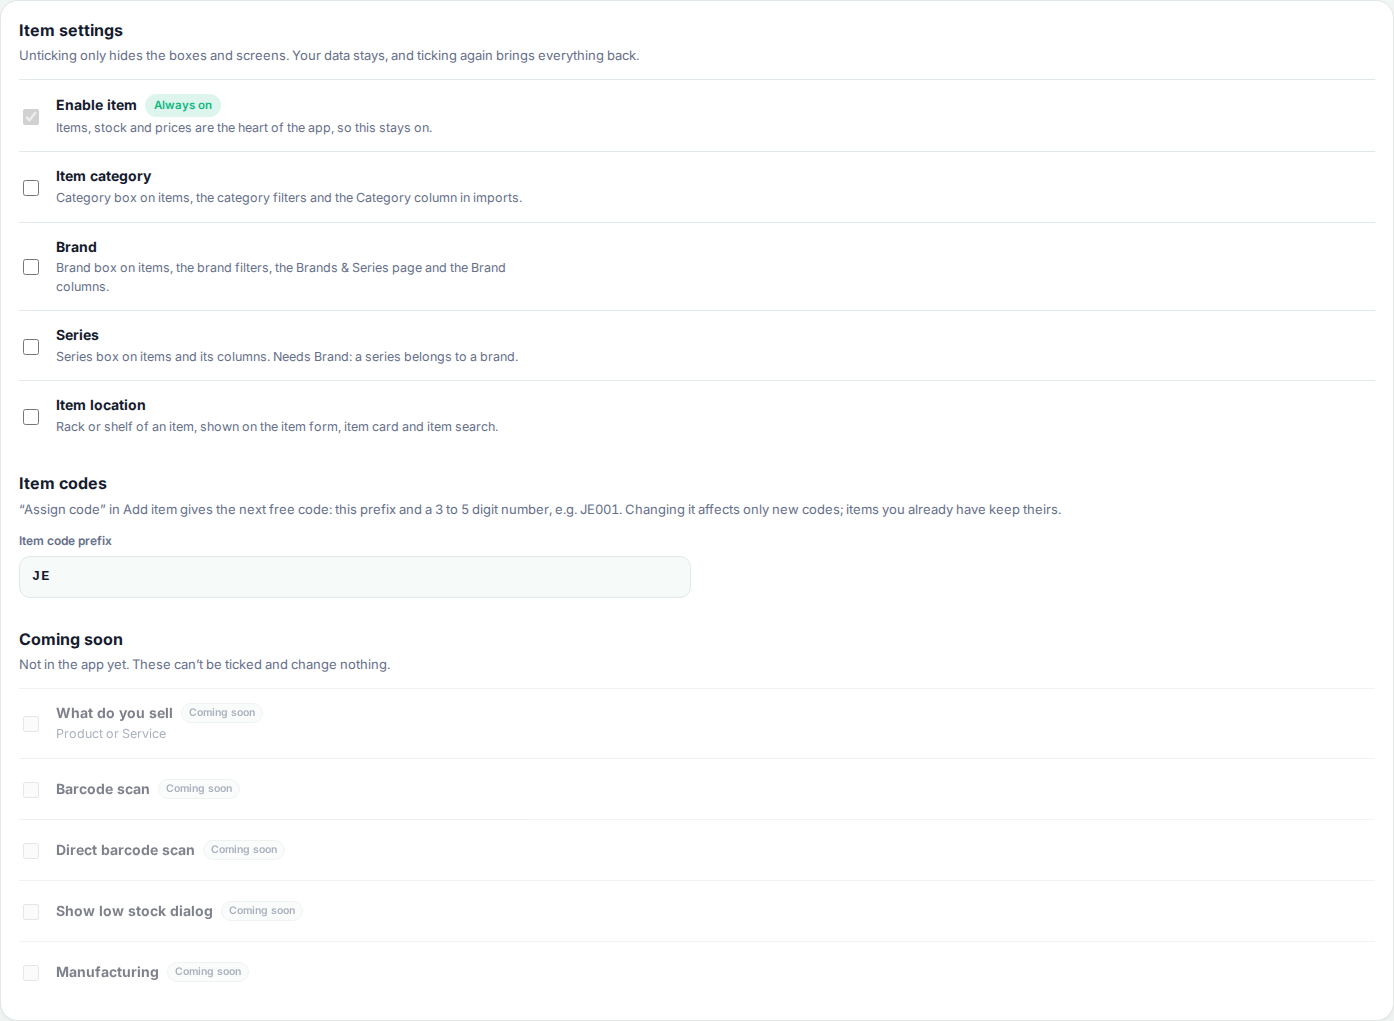 Item settings
Unticking only hides the boxes and screens. Your data stays, and ticking again brings everything back.
Enable item Always on
Items, stock and prices are the heart of the app, so this stays on.
Item category
Category box on items, the category filters and the Category column in imports.
Brand
Brand box on items, the brand filters, the Brands & Series page and the Brand
columns.
Series
Series box on items and its columns. Needs Brand: a series belongs to a brand.
Item location
Rack or shelf of an item, shown on the item form, item card and item search.
Item codes
“Assign code” in Add item gives the next free code: this prefix and a 3 to 5 digit number, e.g. JE001. Changing it affects only new codes; items you already have keep theirs.
Item code prefix
JE
Coming soon
Not in the app yet. These can’t be ticked and change nothing.
What do you sell Coming soon
Product or Service
Barcode scan Coming soon
Direct barcode scan Coming soon
Show low stock dialog Coming soon
Manufacturing Coming soon